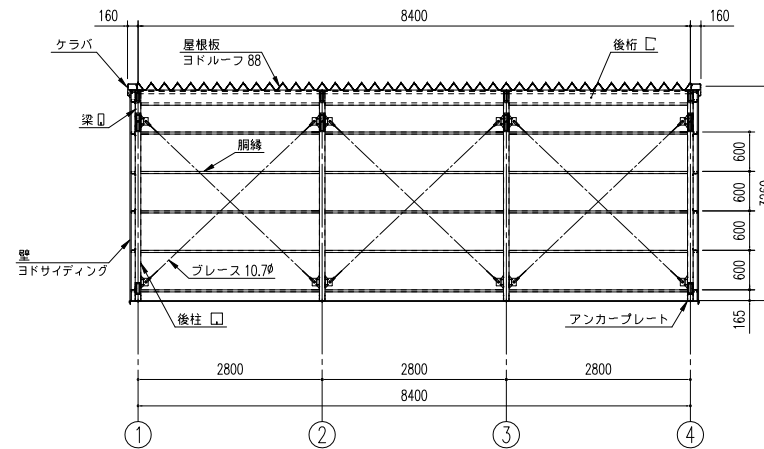 160 8400 160
ケラバ
屋根板
ヨドルーフ 88
後桁
梁
胴縁
600
600
600
600
165
壁
ヨドサイディング
ブレース 10.7φ
後柱
アンカープレート
2800 2800 2800
8400
1 2 3 4